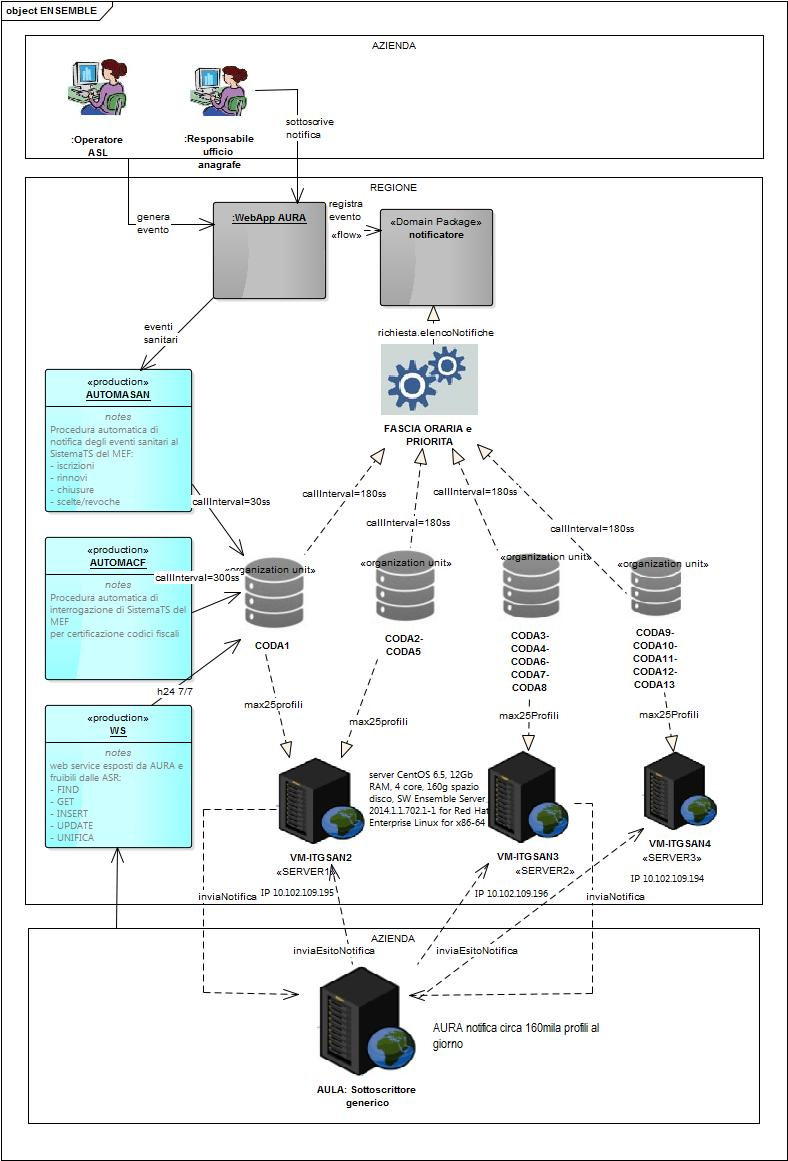 object ENSEMBLE
AZIENDA
:Operatore
ASL
:Responsabile
ufficio
anagrafe
sottoscrive
notifica
REGIONE
genera
evento
:WebApp AURA
registra
evento
«flow»
«Domain Package»
notificatore
eventi
sanitari
richiesta.elencoNotifiche
FASCIA ORARIA e
PRIORITA
«production»
AUTOMASAN
notes
Procedura automatica di
notifica degli eventi sanitari al
SistemaTS del MEF:
- iscrizioni
- rinnovi
- chiusure
- scelte/revoche
callInterval=30ss
callInterval=180ss
callInterval=180ss
callInterval=180ss
callInterval=180ss
«production»
AUTOMACF
notes
Procedura automatica di
interrogazione di SistemaTS del
MEF
per certificazione codici fiscali
callInterval=300ss
«organization unit»
CODA1
«organization unit»
CODA2-
CODA5
«organization unit»
CODA3-
CODA4-
CODA6-
CODA7-
CODA8
«organization unit»
CODA9-
CODA10-
CODA11-
CODA12-
CODA13
h24 7/7
max25profili
max25profili
max25Profili
max25Profili
«production»
WS
notes
web service esposti da AURA e
fruibili dalle ASR:
- FIND
- GET
- INSERT
- UPDATE
- UNIFICA
server CentOS 6.5, 12Gb
RAM, 4 core, 160g spazio
disco, SW Ensemble Server
2014.1.1.702.1-1 for Red Hat
Enterprise Linux for x86-64
VM-ITGSAN2
«SERVER1»
IP 10.102.109.195
VM-ITGSAN3
«SERVER2»
IP 10.102.109.196
VM-ITGSAN4
«SERVER3»
IP 10.102.109.194
inviaNotifica
inviaNotifica
AZIENDA
inviaEsitoNotifica
inviaEsitoNotifica
AURA notifica circa 160mila profili al
giorno
AULA: Sottoscrittore
generico